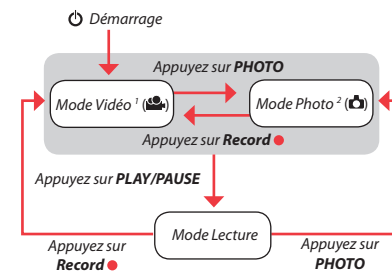 Démarrage
Appuyez sur PHOTO
Mode Vidéo 1 ( )
Mode Photo 2 ( )
Appuyez sur Record
Appuyez sur PLAY/PAUSE
Mode Lecture
Appuyez sur
Record
Appuyez sur
PHOTO